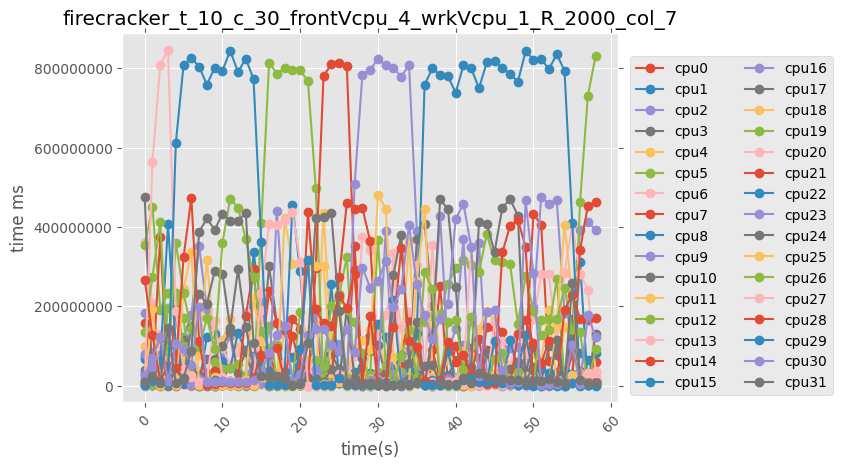 firecracker_t_10_c_30_frontVcpu_4_wrkVcpu_1_R_2000_col_7
time ms
800000000
600000000
400000000
200000000
0
0
10
20
30
40
50
60
time(s)
cpu0
cpu1
cpu2
cpu3
cpu4
cpu5
cpu6
cpu7
cpu8
cpu9
cpu10
cpu11
cpu12
cpu13
cpu14
cpu15
cpu16
cpu17
cpu18
cpu19
cpu20
cpu21
cpu22
cpu23
cpu24
cpu25
cpu26
cpu27
cpu28
cpu29
cpu30
cpu31